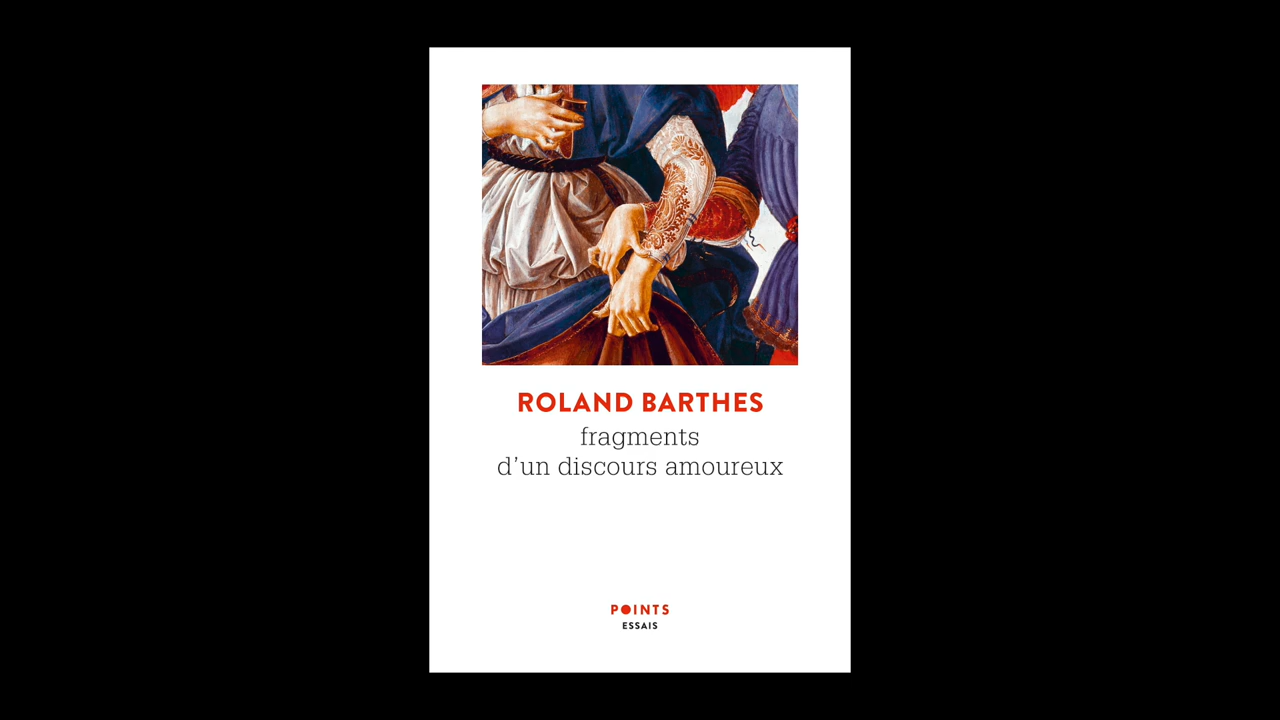 ROLAND BARTHES
fragments
d’un discours amoureux
POINTS
ESSAIS